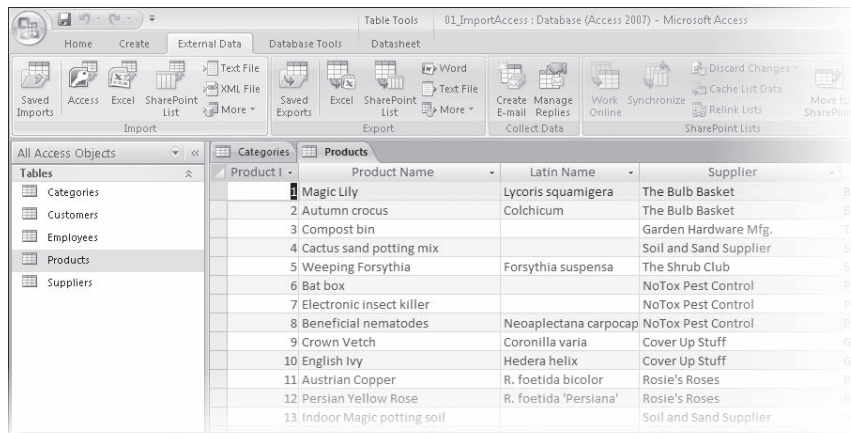 Table Tools 01_ImportAccess : Database (Access 2007) - Microsoft Access
Home Create External Data Database Tools Datasheet
Saved Imports
Access
Excel
SharePoint List
Text File
XML File
More
Import
Saved Exports
Excel
SharePoint List
Word
Text File
More
Export
Create E-mail
Manage Replies
Collect Data
Work Online
Synchronize
Discard Changes
Cache List Data
Relink Lists
Move to
SharePoint Lists
All Access Objects
Tables
Categories
Customers
Employees
Products
Suppliers
Categories Products
Product I Product Name Latin Name Supplier
1 Magic Lily Lycoris squamigera The Bulb Basket
2 Autumn crocus Colchicum The Bulb Basket
3 Compost bin Garden Hardware Mfg.
4 Cactus sand potting mix Soil and Sand Supplier
5 Weeping Forsythia Forsythia suspensa The Shrub Club
6 Bat box NoTox Pest Control
7 Electronic insect killer NoTox Pest Control
8 Beneficial nematodes Neoaplectana carpocap NoTox Pest Control
9 Crown Vetch Coronilla varia Cover Up Stuff
10 English Ivy Hedera helix Cover Up Stuff
11 Austrian Copper R. foetida bicolor Rosie's Roses
12 Persian Yellow Rose R. foetida 'Persiana' Rosie's Roses
13 Indoor Magic potting soil Soil and Sand Supplier